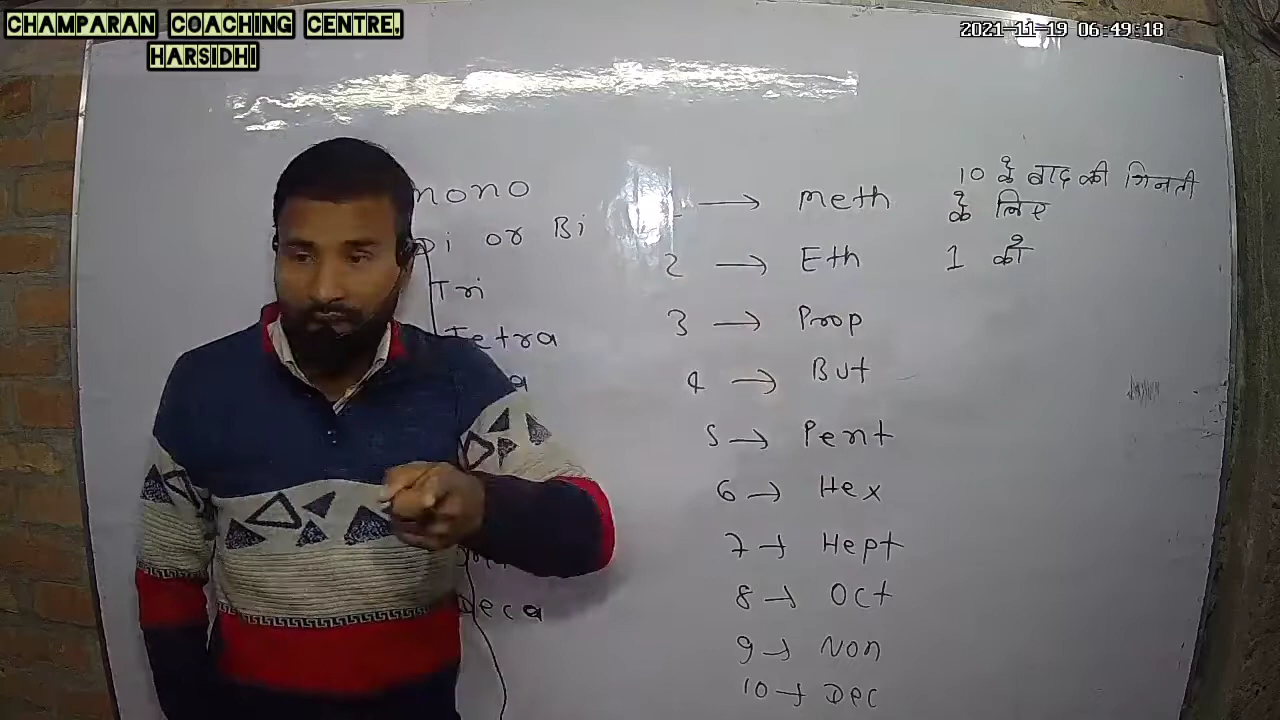 CHAMPARAN COACHING CENTRE,
HARSIDHI
2021-11-19 06:49:18
mono
Di or Bi
Tri
Tetra
Deca
→ Meth
2 → Eth
3 → Prop
4 → But
5 → Pent
6 → Hex
7 → Hept
8 → Oct
9 → Non
10 → Dec
10 के बाद की गिनती
के लिए
1 को